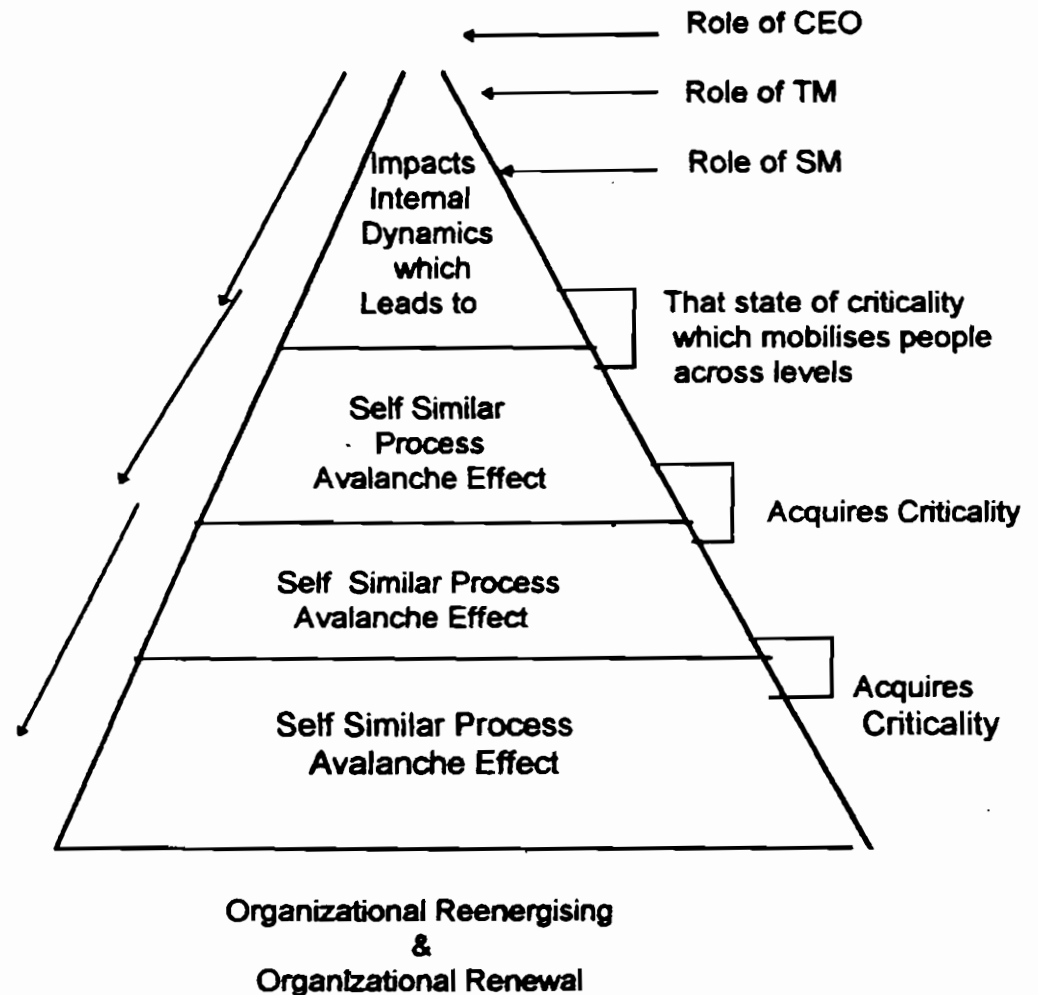 Role of CEO
Role of TM
Role of SM
Impacts
Internal
Dynamics
which
Leads to
That state of criticality
which mobilises people
across levels
Self Similar
Process
Avalanche Effect
Acquires Criticality
Self Similar Process
Avalanche Effect
Acquires
Criticality
Self Similar Process
Avalanche Effect
Organizational Reenergising
&
Organizational Renewal